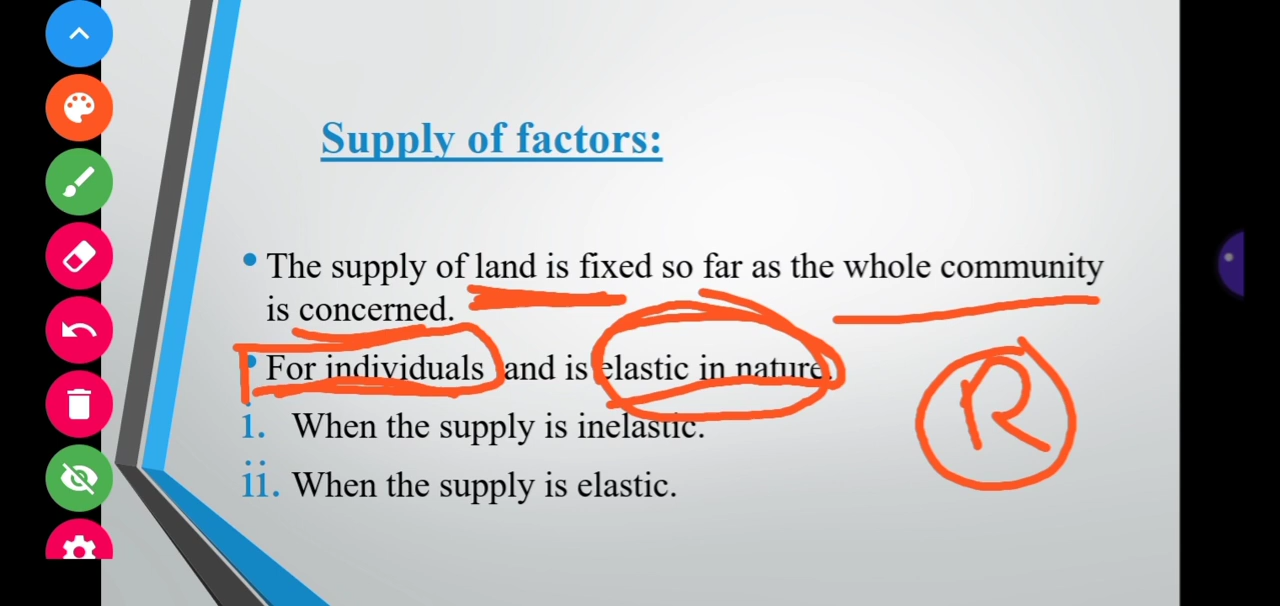 Supply of factors:
• The supply of land is fixed so far as the whole community
is concerned.
• For individuals and is elastic in nature.
i. When the supply is inelastic.
ii. When the supply is elastic.
R